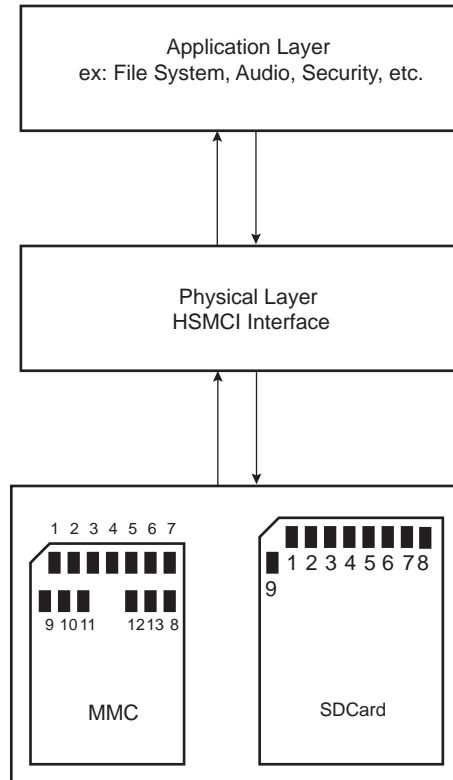 Application Layer
ex: File System, Audio, Security, etc.
Physical Layer
HSMCI Interface
1 2 3 4 5 6 7
9 10 11 12 13 8
MMC
1 2 3 4 5 6 7 8
9
SDCard